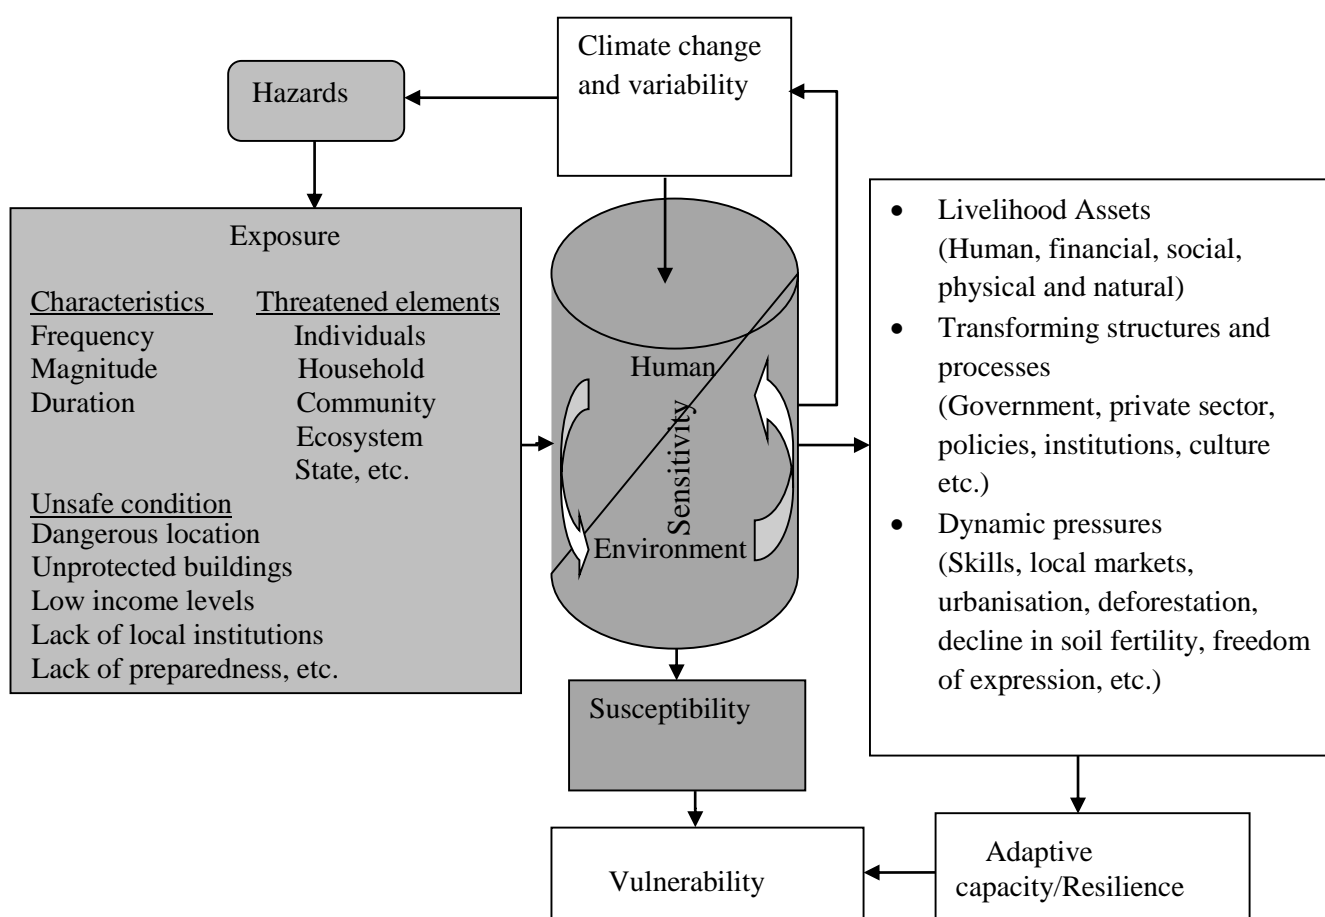 Climate change
and variability
Hazards
Exposure
Characteristics
Frequency
Magnitude
Duration
Threatened elements
Individuals
Household
Community
Ecosystem
State, etc.
Unsafe condition
Dangerous location
Unprotected buildings
Low income levels
Lack of local institutions
Lack of preparedness, etc.
Human
Sensitivity
Environment
• Livelihood Assets
(Human, financial, social,
physical and natural)
• Transforming structures and
processes
(Government, private sector,
policies, institutions, culture
etc.)
• Dynamic pressures
(Skills, local markets,
urbanisation, deforestation,
decline in soil fertility, freedom
of expression, etc.)
Susceptibility
Vulnerability
Adaptive
capacity/Resilience